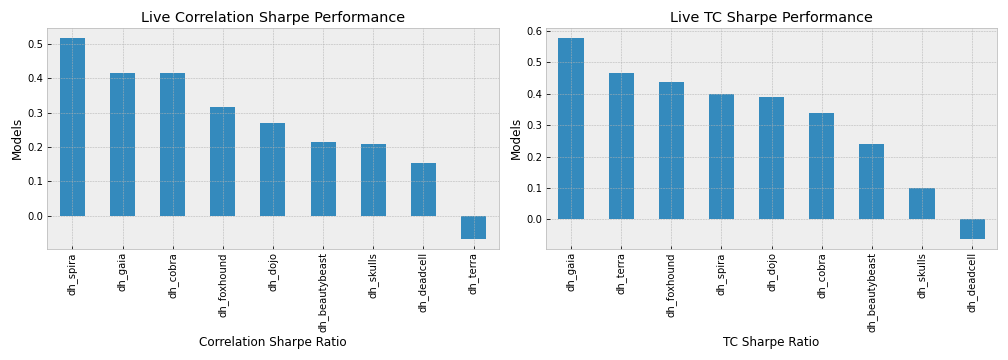 Live Correlation Sharpe Performance
0.5
0.4
0.3
0.2
0.1
0.0
Models
dh_spira
dh_gaia
dh_cobra
dh_foxhound
dh_dojo
dh_beautybeast
dh_skulls
dh_deadcell
dh_terra
Correlation Sharpe Ratio
Live TC Sharpe Performance
0.6
0.5
0.4
0.3
0.2
0.1
0.0
Models
dh_gaia
dh_terra
dh_foxhound
dh_spira
dh_dojo
dh_cobra
dh_beautybeast
dh_skulls
dh_deadcell
TC Sharpe Ratio